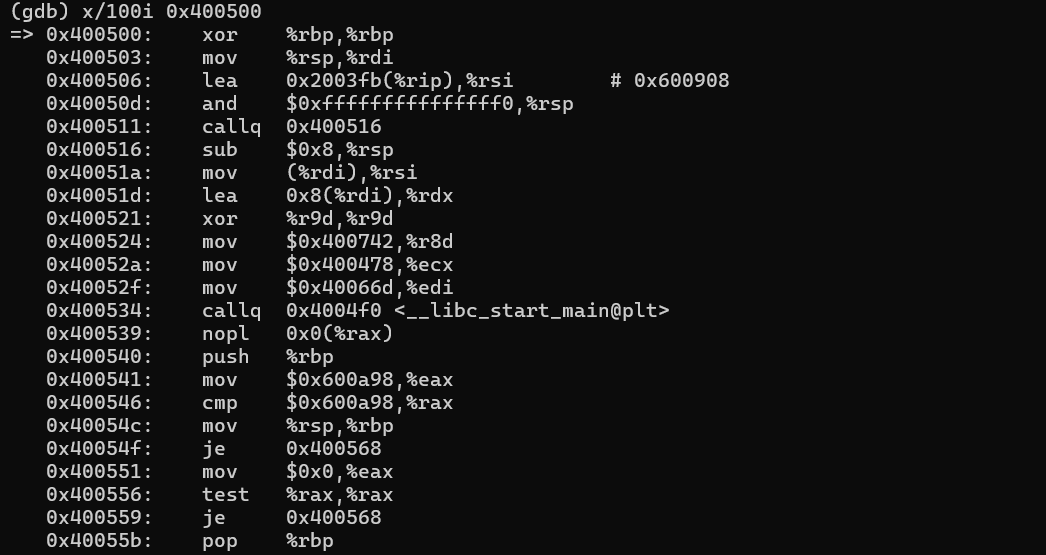 (gdb) x/100i 0x400500
=> 0x400500:    xor    %rbp,%rbp
   0x400503:    mov    %rsp,%rdi
   0x400506:    lea    0x2003fb(%rip),%rsi        # 0x600908
   0x40050d:    and    $0xfffffffffffffff0,%rsp
   0x400511:    callq  0x400516
   0x400516:    sub    $0x8,%rsp
   0x40051a:    mov    (%rdi),%rsi
   0x40051d:    lea    0x8(%rdi),%rdx
   0x400521:    xor    %r9d,%r9d
   0x400524:    mov    $0x400742,%r8d
   0x40052a:    mov    $0x400478,%ecx
   0x40052f:    mov    $0x40066d,%edi
   0x400534:    callq  0x4004f0 <__libc_start_main@plt>
   0x400539:    nopl   0x0(%rax)
   0x400540:    push   %rbp
   0x400541:    mov    $0x600a98,%eax
   0x400546:    cmp    $0x600a98,%rax
   0x40054c:    mov    %rsp,%rbp
   0x40054f:    je     0x400568
   0x400551:    mov    $0x0,%eax
   0x400556:    test   %rax,%rax
   0x400559:    je     0x400568
   0x40055b:    pop    %rbp